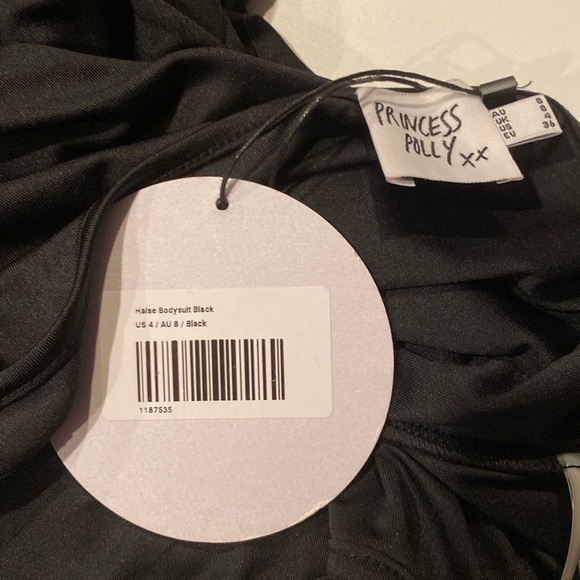 PRINCESS
POLLY xx
AU 8
UK 8
US 4
EU 36
Halse Bodysuit Black
US 4 / AU 8 / Black
1187535